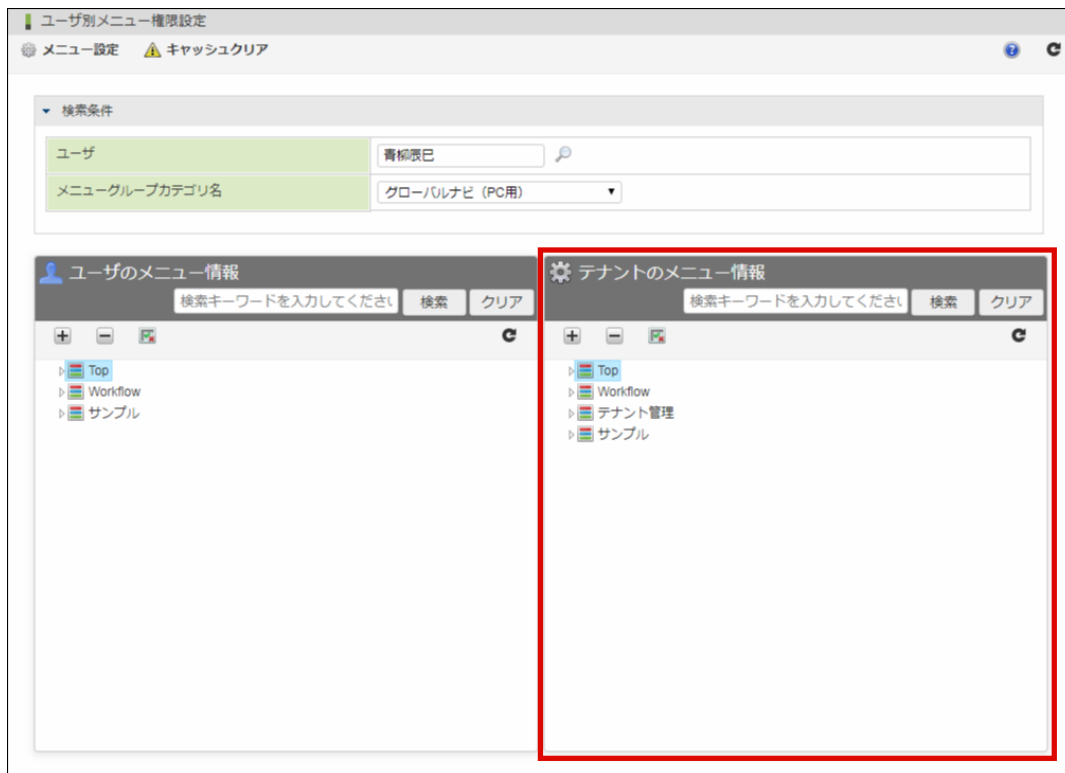 ユーザ別メニュー権限設定
メニュー設定 キャッシュクリア
検索条件
ユーザ 青柳辰巳
メニューグループカテゴリ名 グローバルナビ（PC用）
ユーザのメニュー情報
検索キーワードを入力してくださ 検索 クリア
Top
Workflow
サンプル
テナントのメニュー情報
検索キーワードを入力してくださ 検索 クリア
Top
Workflow
テナント管理
サンプル